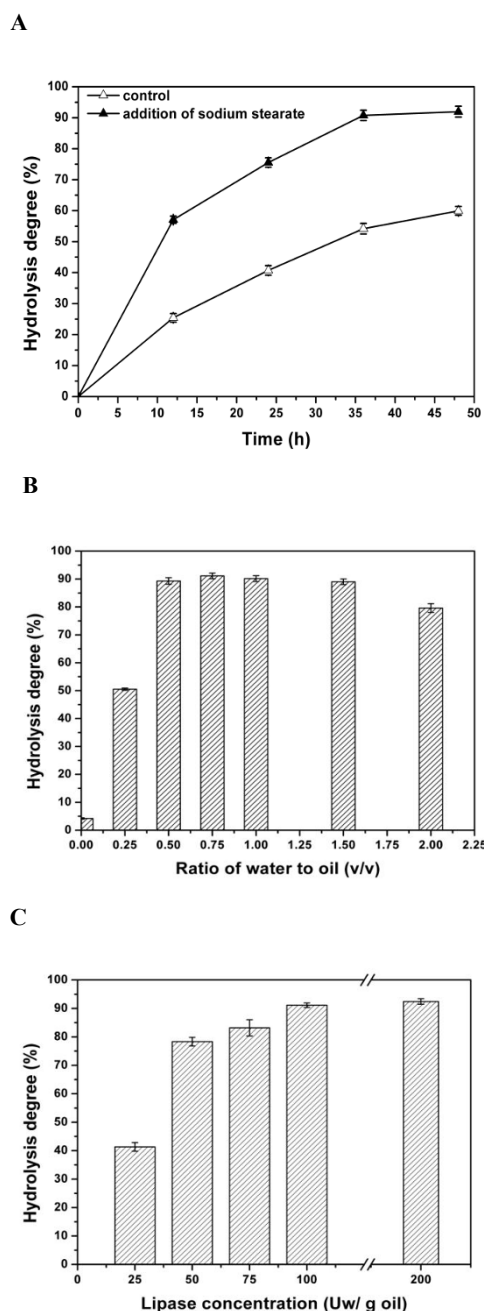 A
100
90
80
70
60
50
40
30
20
10
0
Hydrolysis degree (%)
control
addition of sodium stearate
0 5 10 15 20 25 30 35 40 45 50
Time (h)
B
100
90
80
70
60
50
40
30
20
10
0
Hydrolysis degree (%)
0.00 0.25 0.50 0.75 1.00 1.25 1.50 1.75 2.00 2.25
Ratio of water to oil (v/v)
C
100
90
80
70
60
50
40
30
20
10
0
Hydrolysis degree (%)
0 25 50 75 100 200
Lipase concentration (Uw/ g oil)